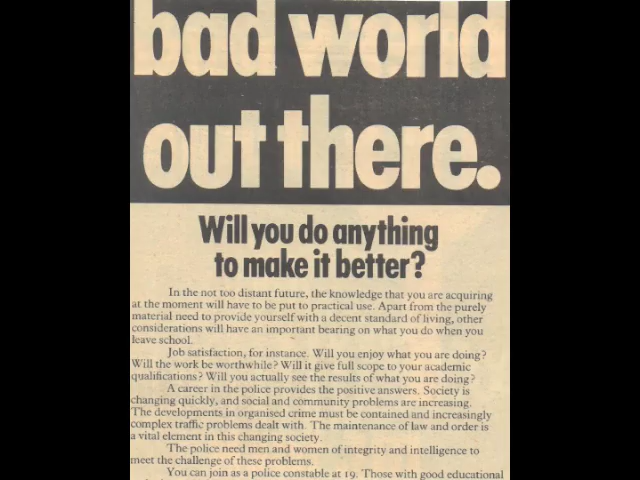 bad world
out there.
Will you do anything
to make it better?
In the not too distant future, the knowledge that you are acquiring
at the moment will have to be put to practical use. Apart from the purely
material need to provide yourself with a decent standard of living, other
considerations will have an important bearing on what you do when you
leave school.
Job satisfaction, for instance. Will you enjoy what you are doing?
Will the work be worthwhile? Will it give full scope to your academic
qualifications? Will you actually see the results of what you are doing?
A career in the police provides the positive answers. Society is
changing quickly, and social and community problems are increasing.
The developments in organised crime must be contained and increasingly
complex traffic problems dealt with. The maintenance of law and order is
a vital element in this changing society.
The police need men and women of integrity and intelligence to
meet the challenge of these problems.
You can join as a police constable at 19. Those with good educational